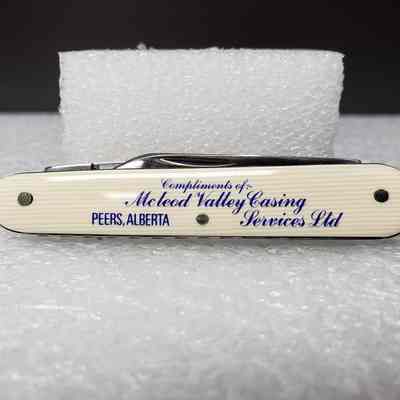 Compliments of:-
Mcleod Valley Casing
PEERS, ALBERTA Services Ltd